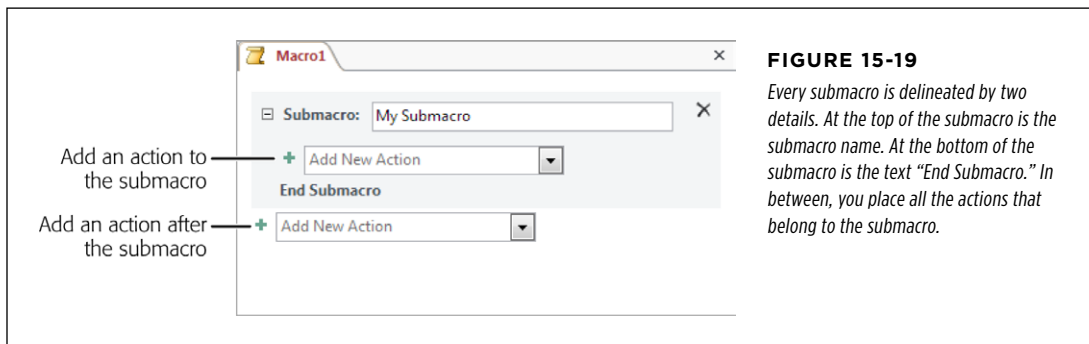 Macro1
Submacro: My Submacro
Add New Action
End Submacro
Add New Action
Add an action to
the submacro
Add an action after
the submacro
FIGURE 15-19
Every submacro is delineated by two
details. At the top of the submacro is the
submacro name. At the bottom of the
submacro is the text “End Submacro.” In
between, you place all the actions that
belong to the submacro.